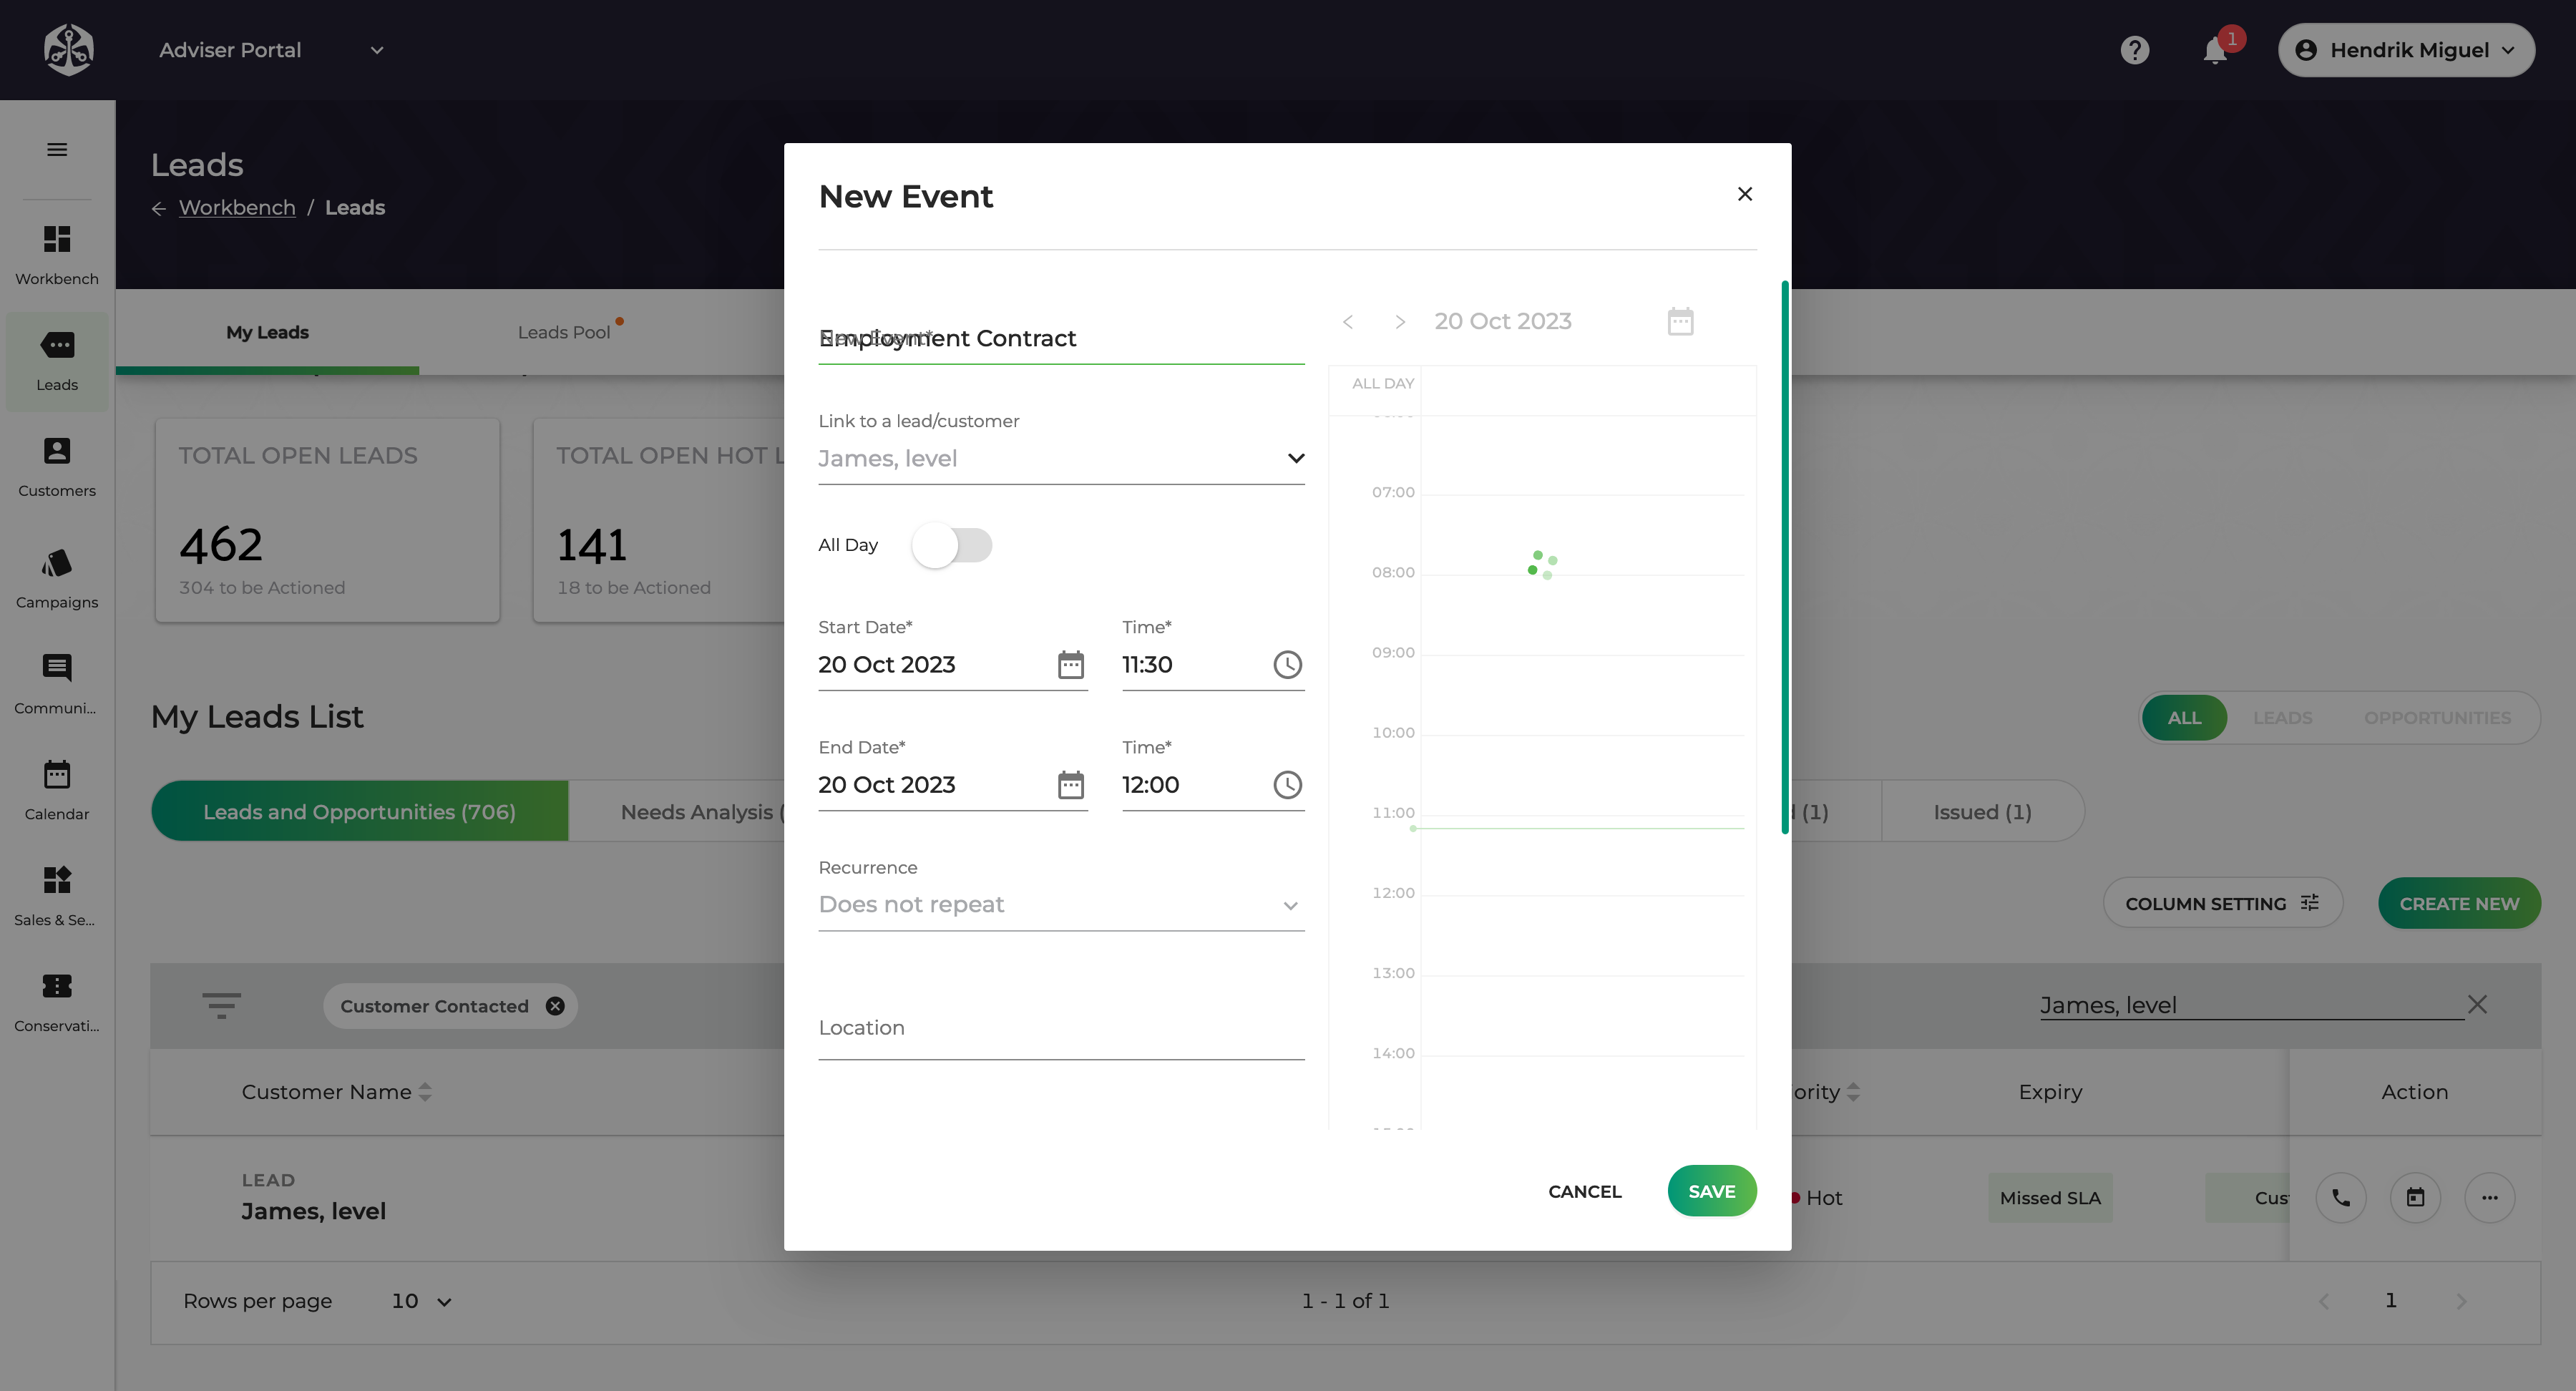 Adviser Portal
1
Hendrik Miguel
Leads
Workbench / Leads
Workbench
Leads
Customers
Campaigns
Communi...
Calendar
Sales & Se...
Conservati...
My Leads
Leads Pool
TOTAL OPEN LEADS
462
304 to be Actioned
TOTAL OPEN HOT L
141
18 to be Actioned
My Leads List
ALL
LEADS
OPPORTUNITIES
Leads and Opportunities (706)
Needs Analysis (
(1)
Issued (1)
COLUMN SETTING
CREATE NEW
Customer Contacted
James, level
Customer Name
ority
Expiry
Action
LEAD
James, level
Hot
Missed SLA
Cus
Rows per page
10
1 - 1 of 1
1
New Event
New Event*
Employment Contract
Link to a lead/customer
James, level
All Day
Start Date*
20 Oct 2023
Time*
11:30
End Date*
20 Oct 2023
Time*
12:00
Recurrence
Does not repeat
Location
20 Oct 2023
ALL DAY
07:00
08:00
09:00
10:00
11:00
12:00
13:00
14:00
CANCEL
SAVE